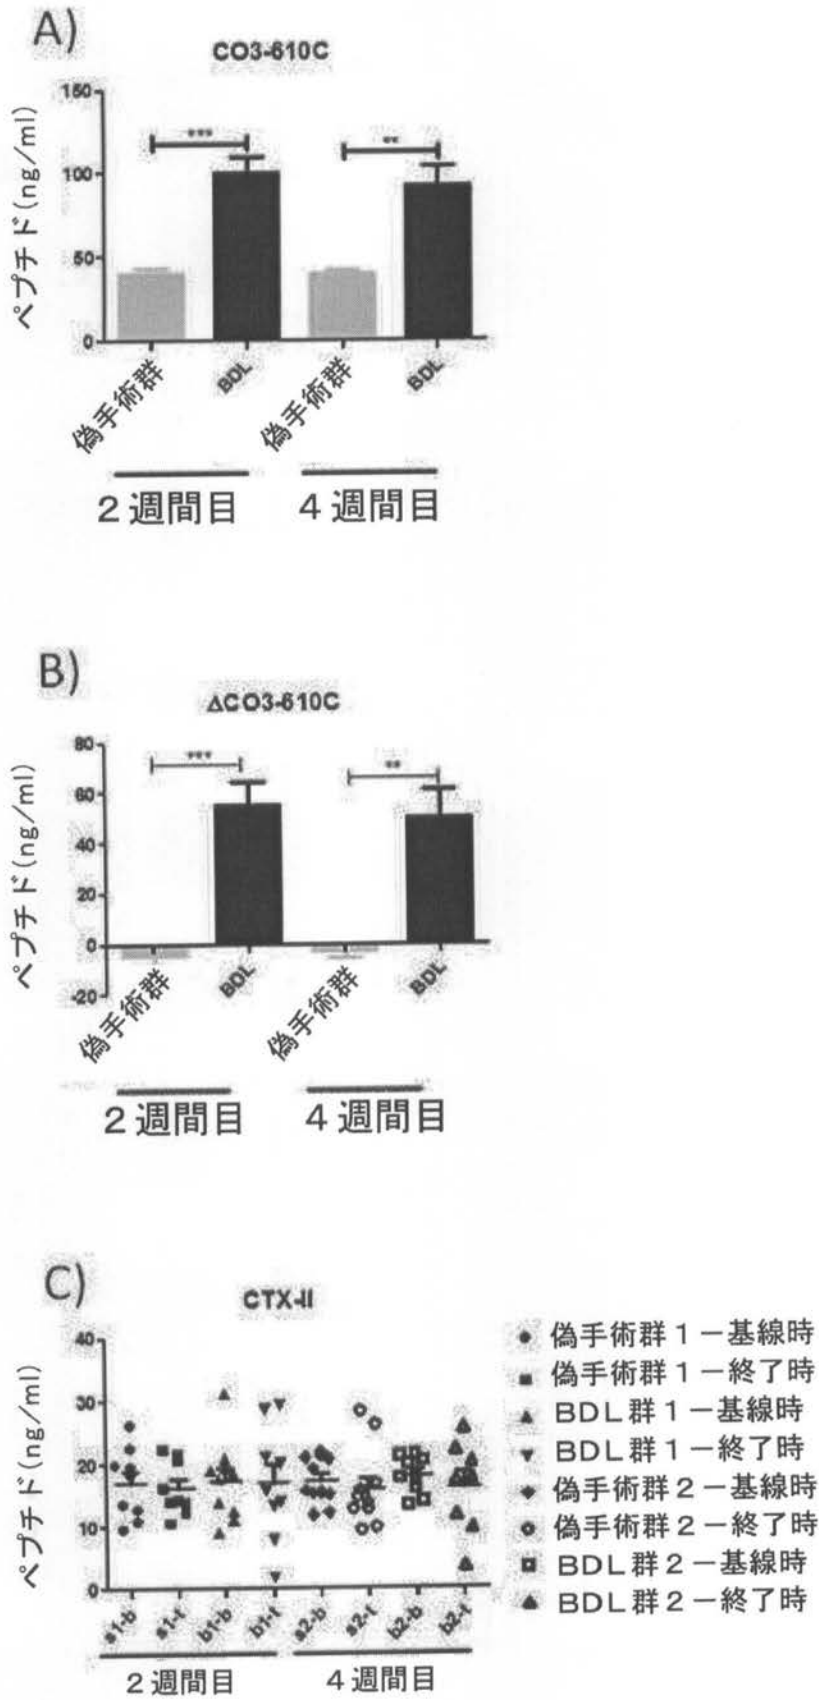 A)
CO3-610C
ペプチド(ng/ml)
150
100
50
0
***
**
偽手術群
BDL
偽手術群
BDL
2週間目
4週間目
B)
ΔCO3-610C
ペプチド(ng/ml)
80
60
40
20
0
-20
***
**
偽手術群
BDL
偽手術群
BDL
2週間目
4週間目
C)
CTX-II
ペプチド(ng/ml)
40
30
20
10
0
s1-b
s1-t
b1-b
b1-t
s2-b
s2-t
b2-b
b2-t
2週間目
4週間目
偽手術群1－基線時
偽手術群1－終了時
BDL群1－基線時
BDL群1－終了時
偽手術群2－基線時
偽手術群2－終了時
BDL群2－基線時
BDL群2－終了時